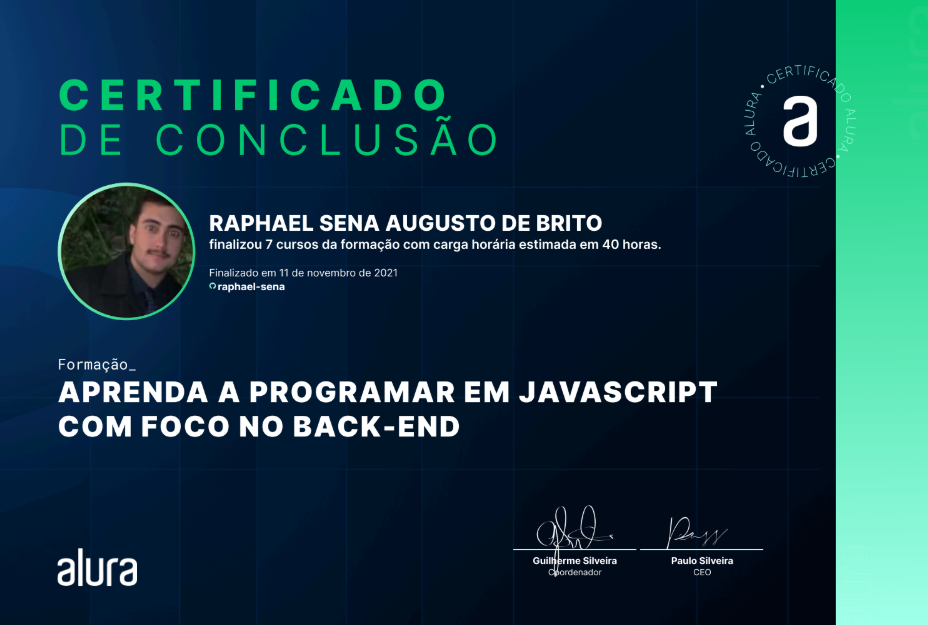 CERTIFICADO
DE CONCLUSÃO
a
CERTIFICADO ALURA • CERTIFICADO ALURA •
RAPHAEL SENA AUGUSTO DE BRITO
finalizou 7 cursos da formação com carga horária estimada em 40 horas.
Finalizado em 11 de novembro de 2021
raphael-sena
Formação_
APRENDA A PROGRAMAR EM JAVASCRIPT
COM FOCO NO BACK-END
Guilherme Silveira
Coordenador
Paulo Silveira
CEO
alura